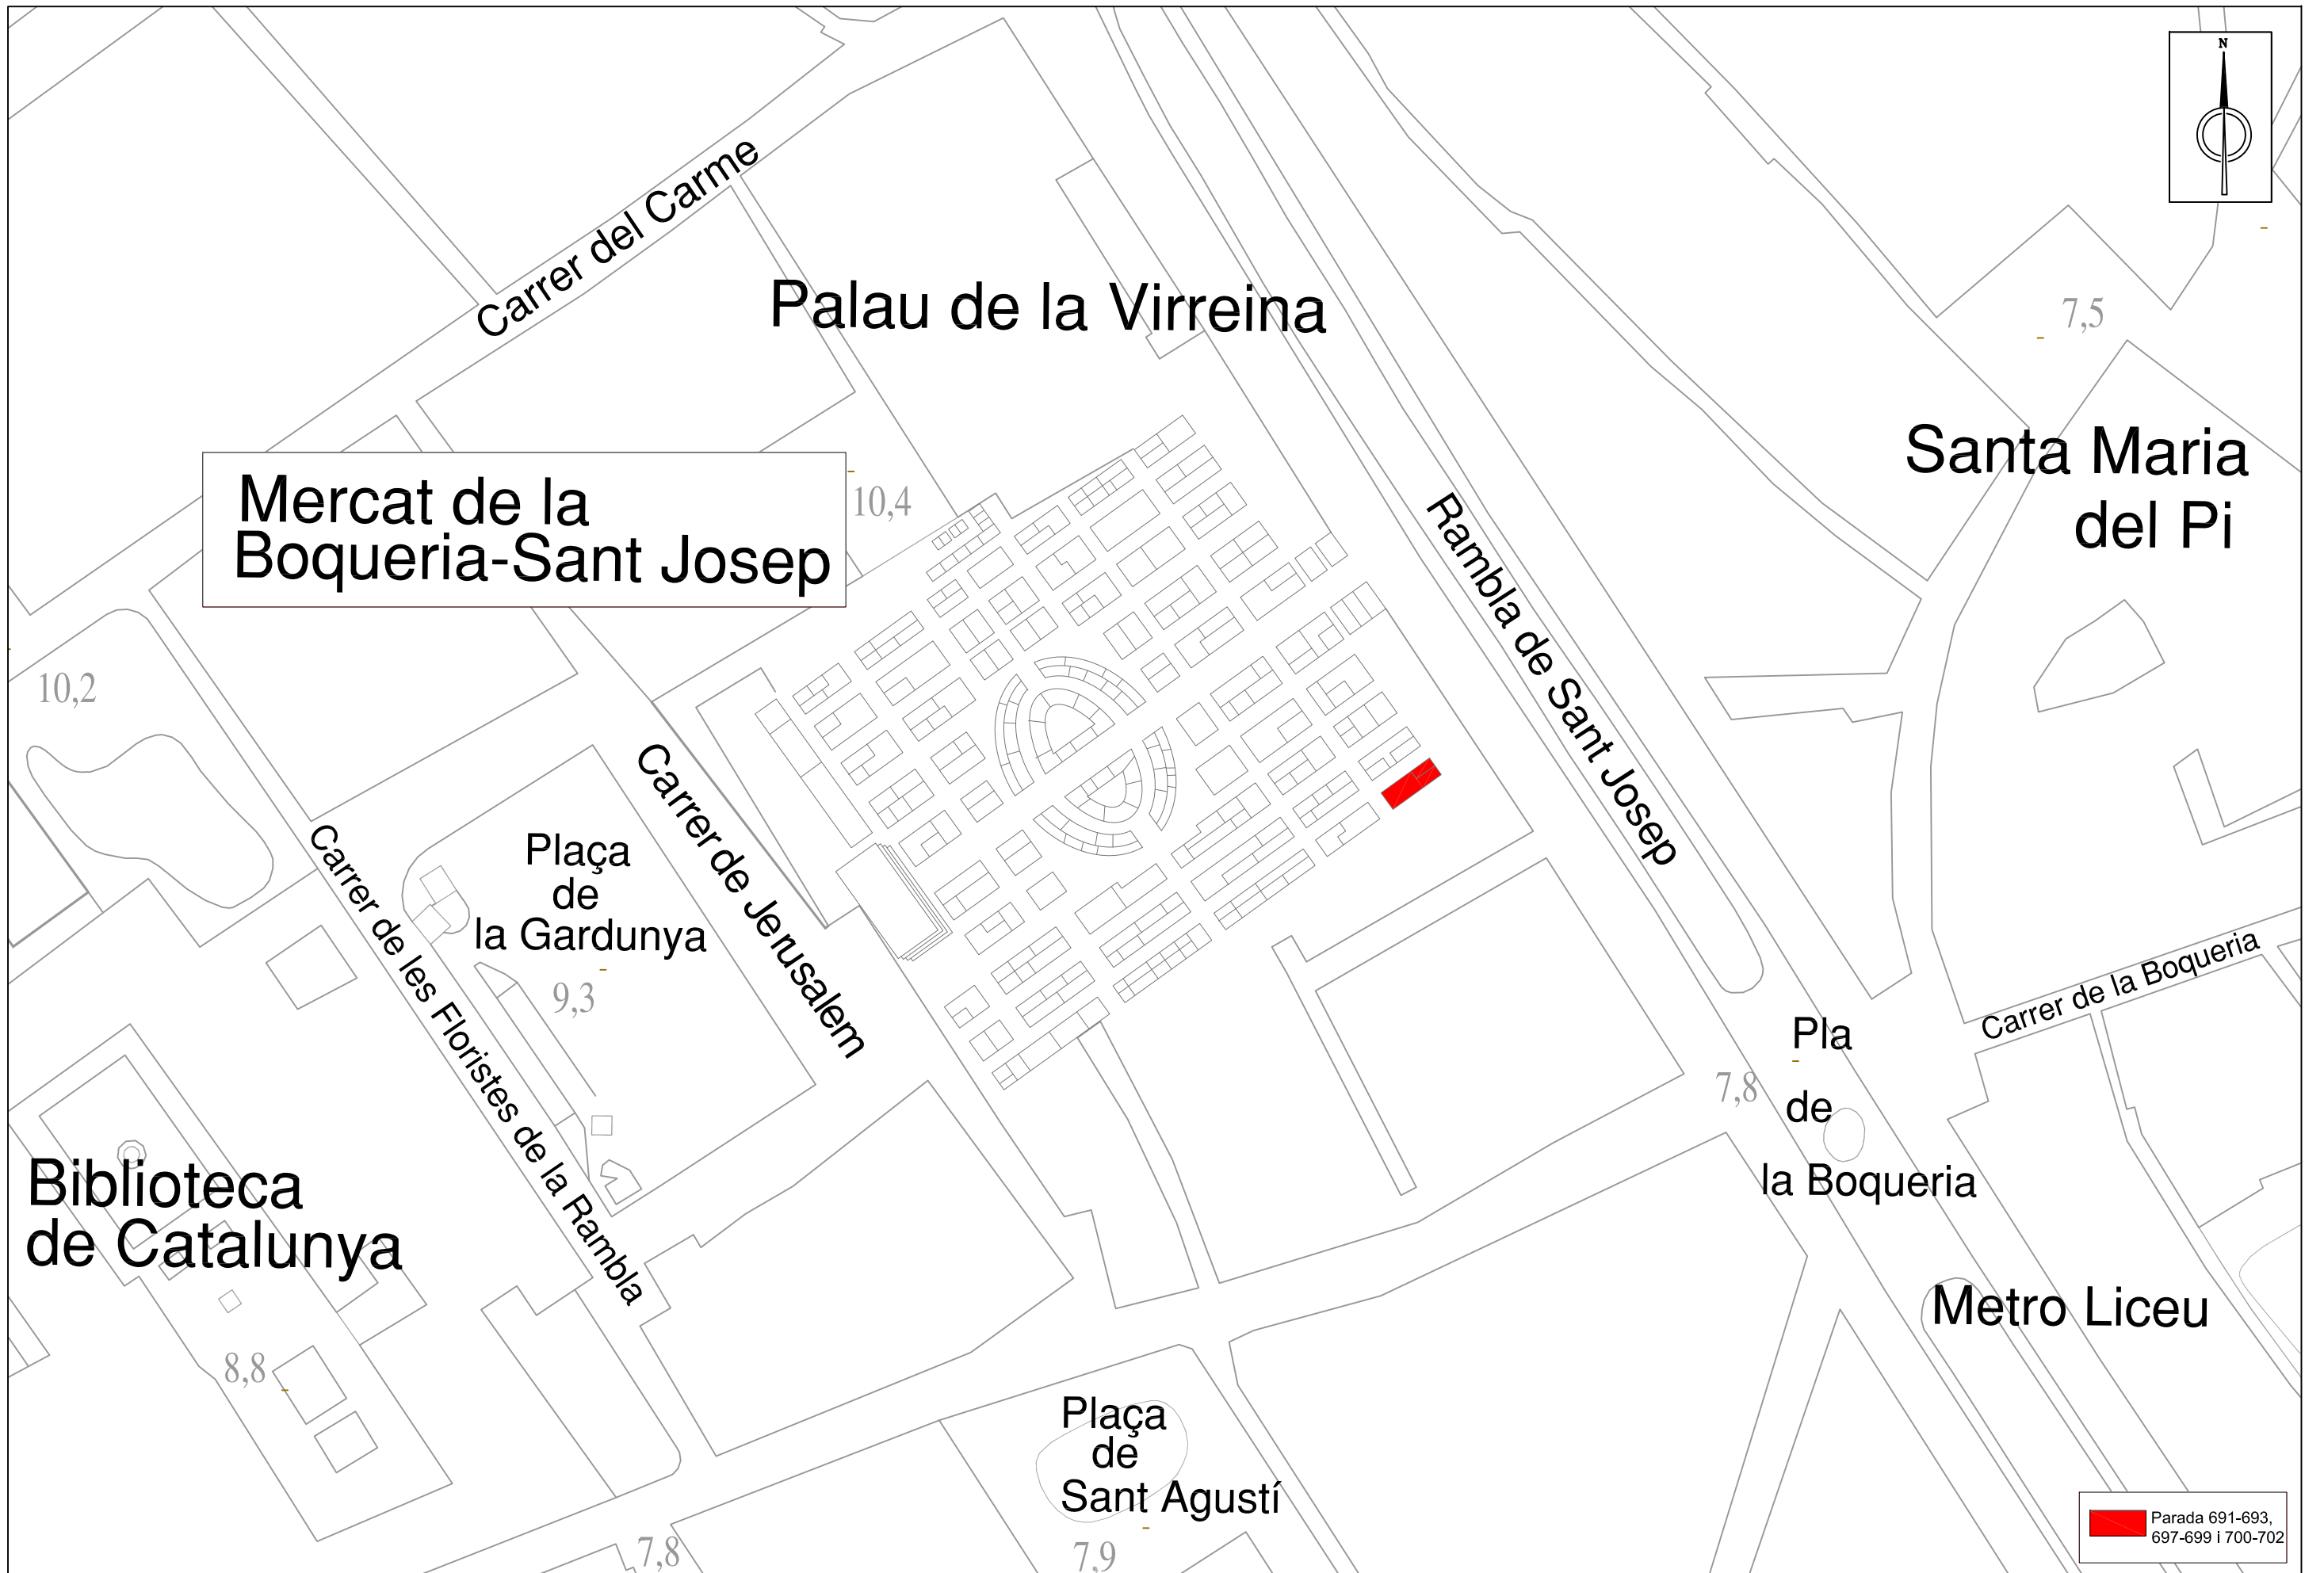 N
Carrer del Carme
Palau de la Virreina
7,5
Santa Maria
del Pi
Mercat de la
Boqueria-Sant Josep
10,4
Rambla de Sant Josep
10,2
Carrer de Jerusalem
Carrer de les Floristes de la Rambla
Plaça
de
la Gardunya
9,3
Carrer de la Boqueria
Pla
de
la Boqueria
7,8
Biblioteca
de Catalunya
8,8
Metro Liceu
Plaça
de
Sant Agustí
7,8
7,9
Parada 691-693,
697-699 i 700-702